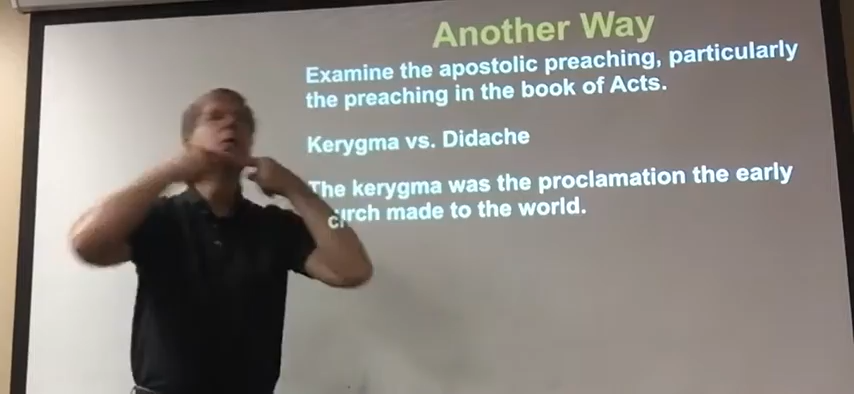 Another Way
Examine the apostolic preaching, particularly
the preaching in the book of Acts.
Kerygma vs. Didache
The kerygma was the proclamation the early
church made to the world.